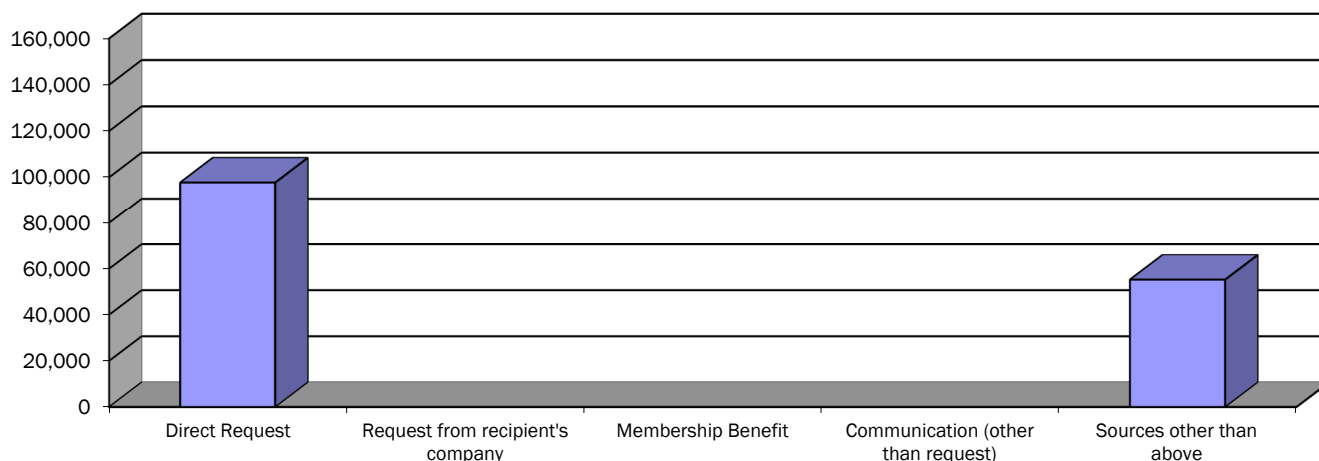 160,000
140,000
120,000
100,000
80,000
60,000
40,000
20,000
0
Direct Request
Request from recipient's
company
Membership Benefit
Communication (other
than request)
Sources other than
above